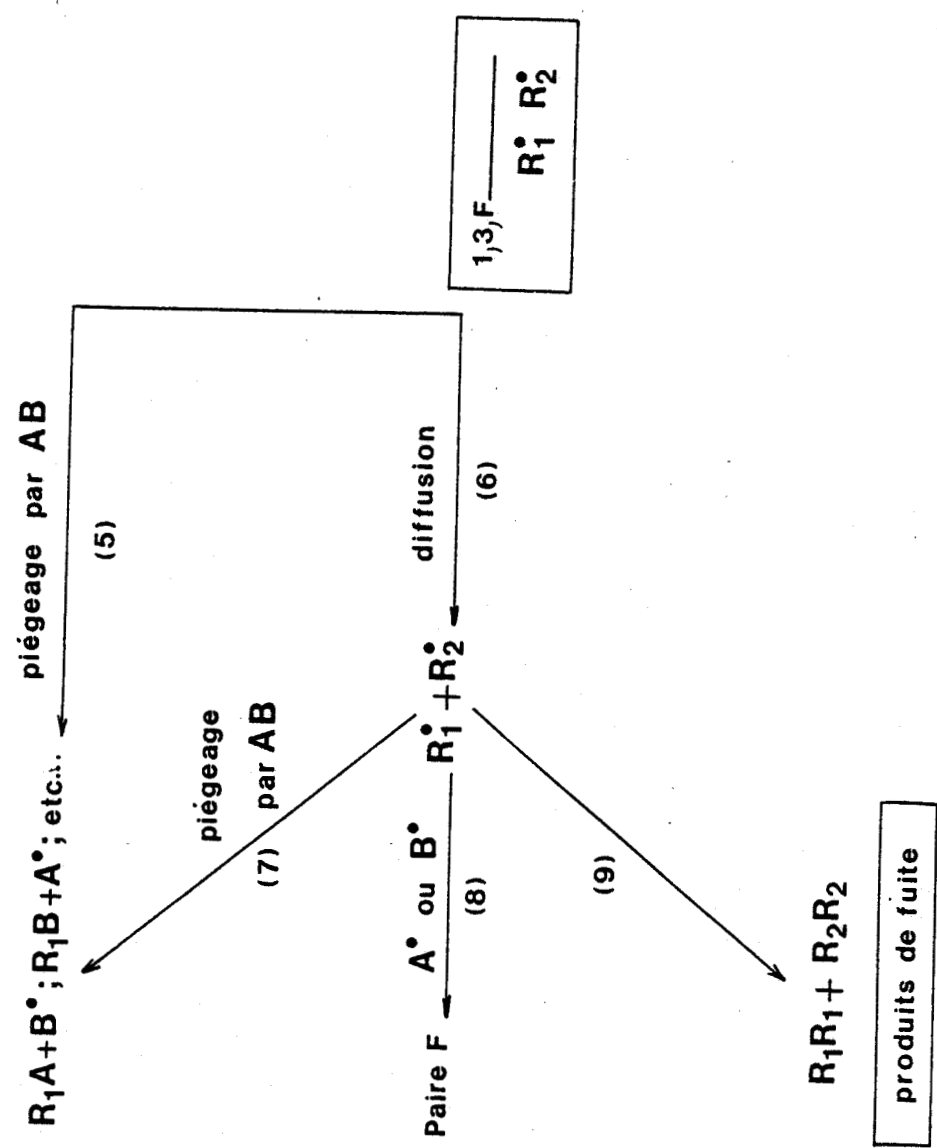 piégeage par AB
R₁A+B•; R₁B+A•; etc...
(5)
piégeage
par AB
(7)
diffusion
(6)
A• ou B•
Paire F
R₁• + R₂•
(8)
1,3,F
R₁• R₂•
(9)
R₁R₁ + R₂R₂
produits de fuite